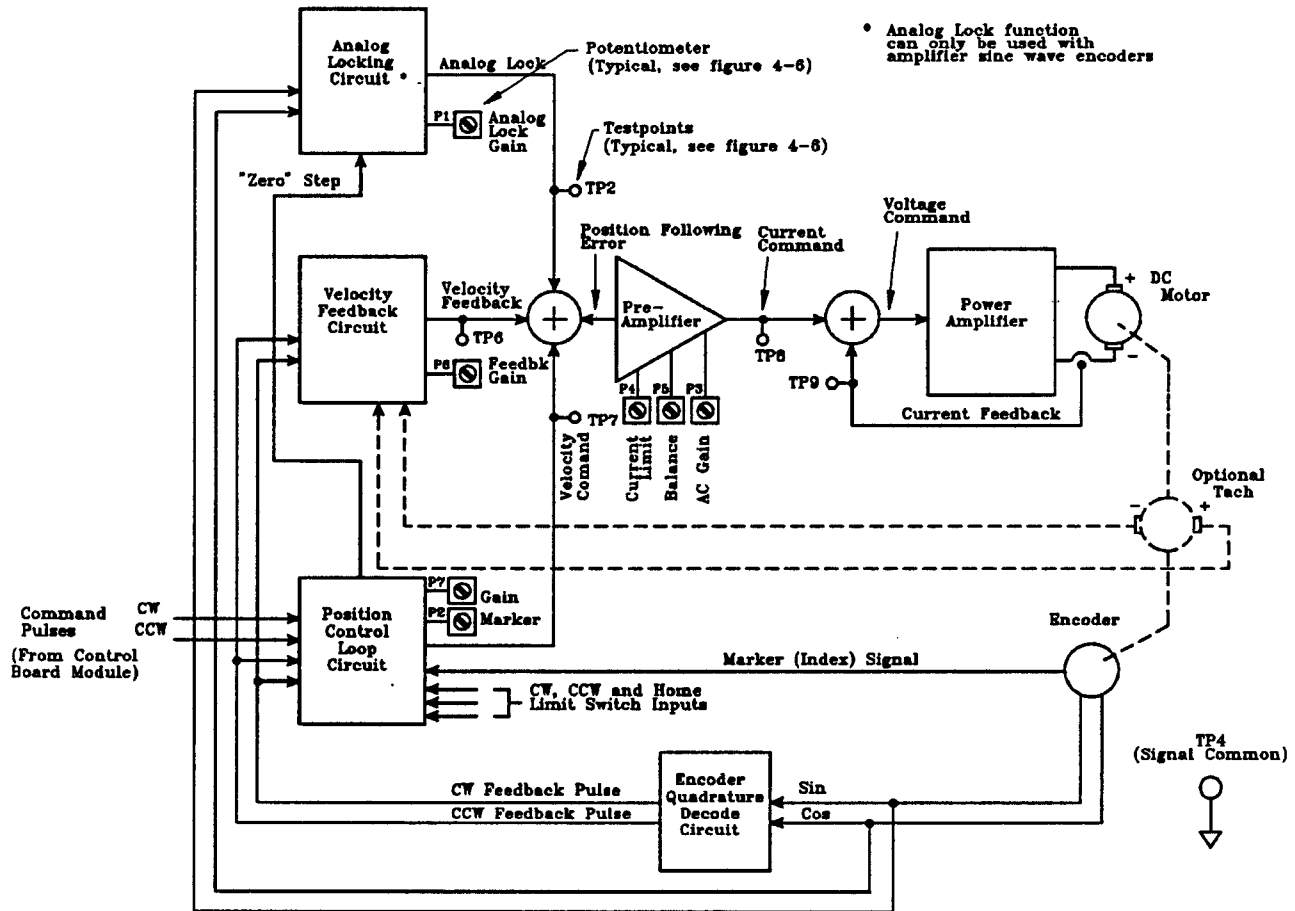 Analog
Locking
Circuit *
Analog Lock
P1
Analog
Lock
Gain
Potentiometer
(Typical, see figure 4-6)
* Analog Lock function
can only be used with
amplifier sine wave encoders
Testpoints
(Typical, see figure 4-6)
TP2
"Zero" Step
Velocity
Feedback
Circuit
Velocity
Feedback
TP6
P6
Feedbk
Gain
Position Following
Error
Pre-
Amplifier
P4
P5
P3
Current
Limit
Balance
AC Gain
Current
Command
TP8
Voltage
Command
Power
Amplifier
+
DC
Motor
-
TP9
Current Feedback
TP7
Velocity
Comand
Optional
Tach
-
+
Command
Pulses
CW
CCW
(From Control
Board Module)
Position
Control
Loop
Circuit
P7
Gain
P2
Marker
Marker (Index) Signal
Encoder
CW, CCW and Home
Limit Switch Inputs
CW Feedback Pulse
CCW Feedback Pulse
Encoder
Quadrature
Decode
Circuit
Sin
Cos
TP4
(Signal Common)